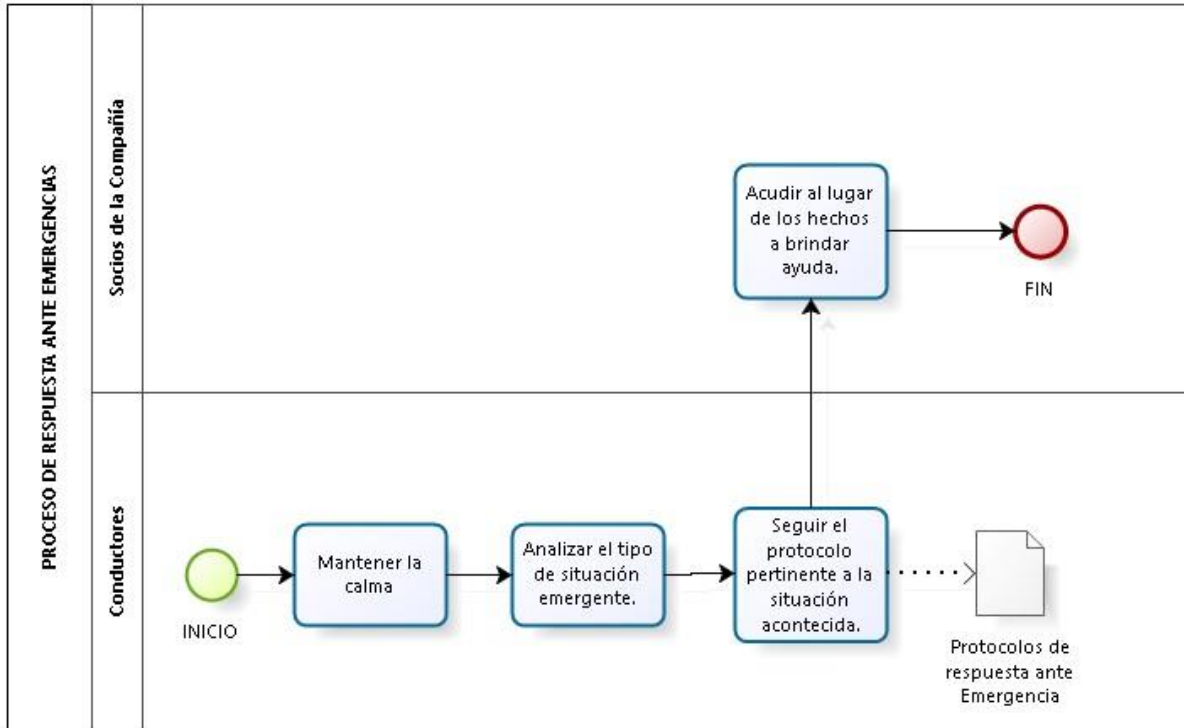 PROCESO DE RESPUESTA ANTE EMERGENCIAS
Socios de la Compañía
Acudir al lugar
de los hechos
a brindar
ayuda.
FIN
Conductores
INICIO
Mantener la
calma
Analizar el tipo
de situación
emergente.
Seguir el
protocolo
pertinente a la
situación
acontecida.
Protocolos de
respuesta ante
Emergencia